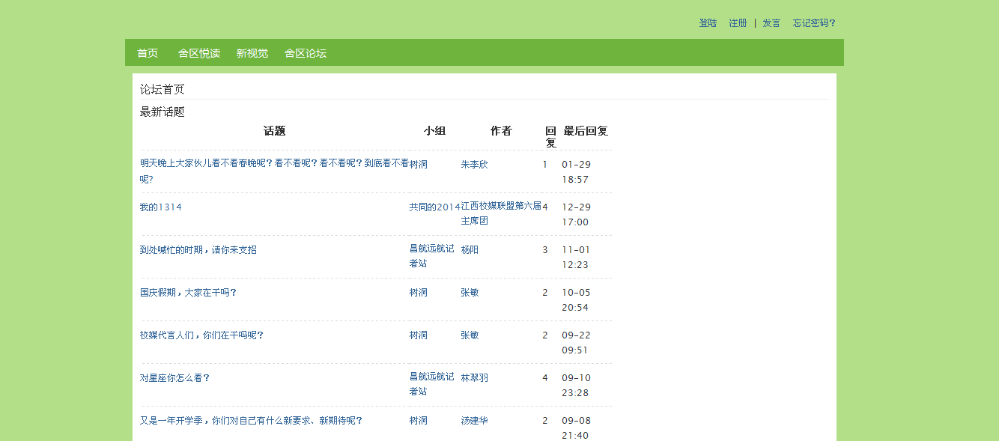 登陆 注册 | 发言 忘记密码？
首页 舍区悦读 新视觉 舍区论坛
论坛首页
最新话题
话题 小组 作者 回复 最后回复
明天晚上大家伙儿看不看春晚呢？看不看呢？看不看呢？到底看不看呢？ 树洞 朱李欣 1 01-29 18:57
我的1314 共同的2014 江西校媒联盟第六届主席团 4 12-29 17:00
到处喊忙的时期，请你来支招 昌航远航记者站 杨阳 3 11-01 12:23
国庆假期，大家在干吗？ 树洞 张敏 2 10-05 20:54
校媒代言人们，你们在干吗呢？ 树洞 张敏 2 09-22 09:51
对星座你怎么看？ 昌航远航记者站 林翠羽 4 09-10 23:28
又是一年开学季，你们对自己有什么新要求、新期待呢？ 树洞 汤建华 2 09-08 21:40